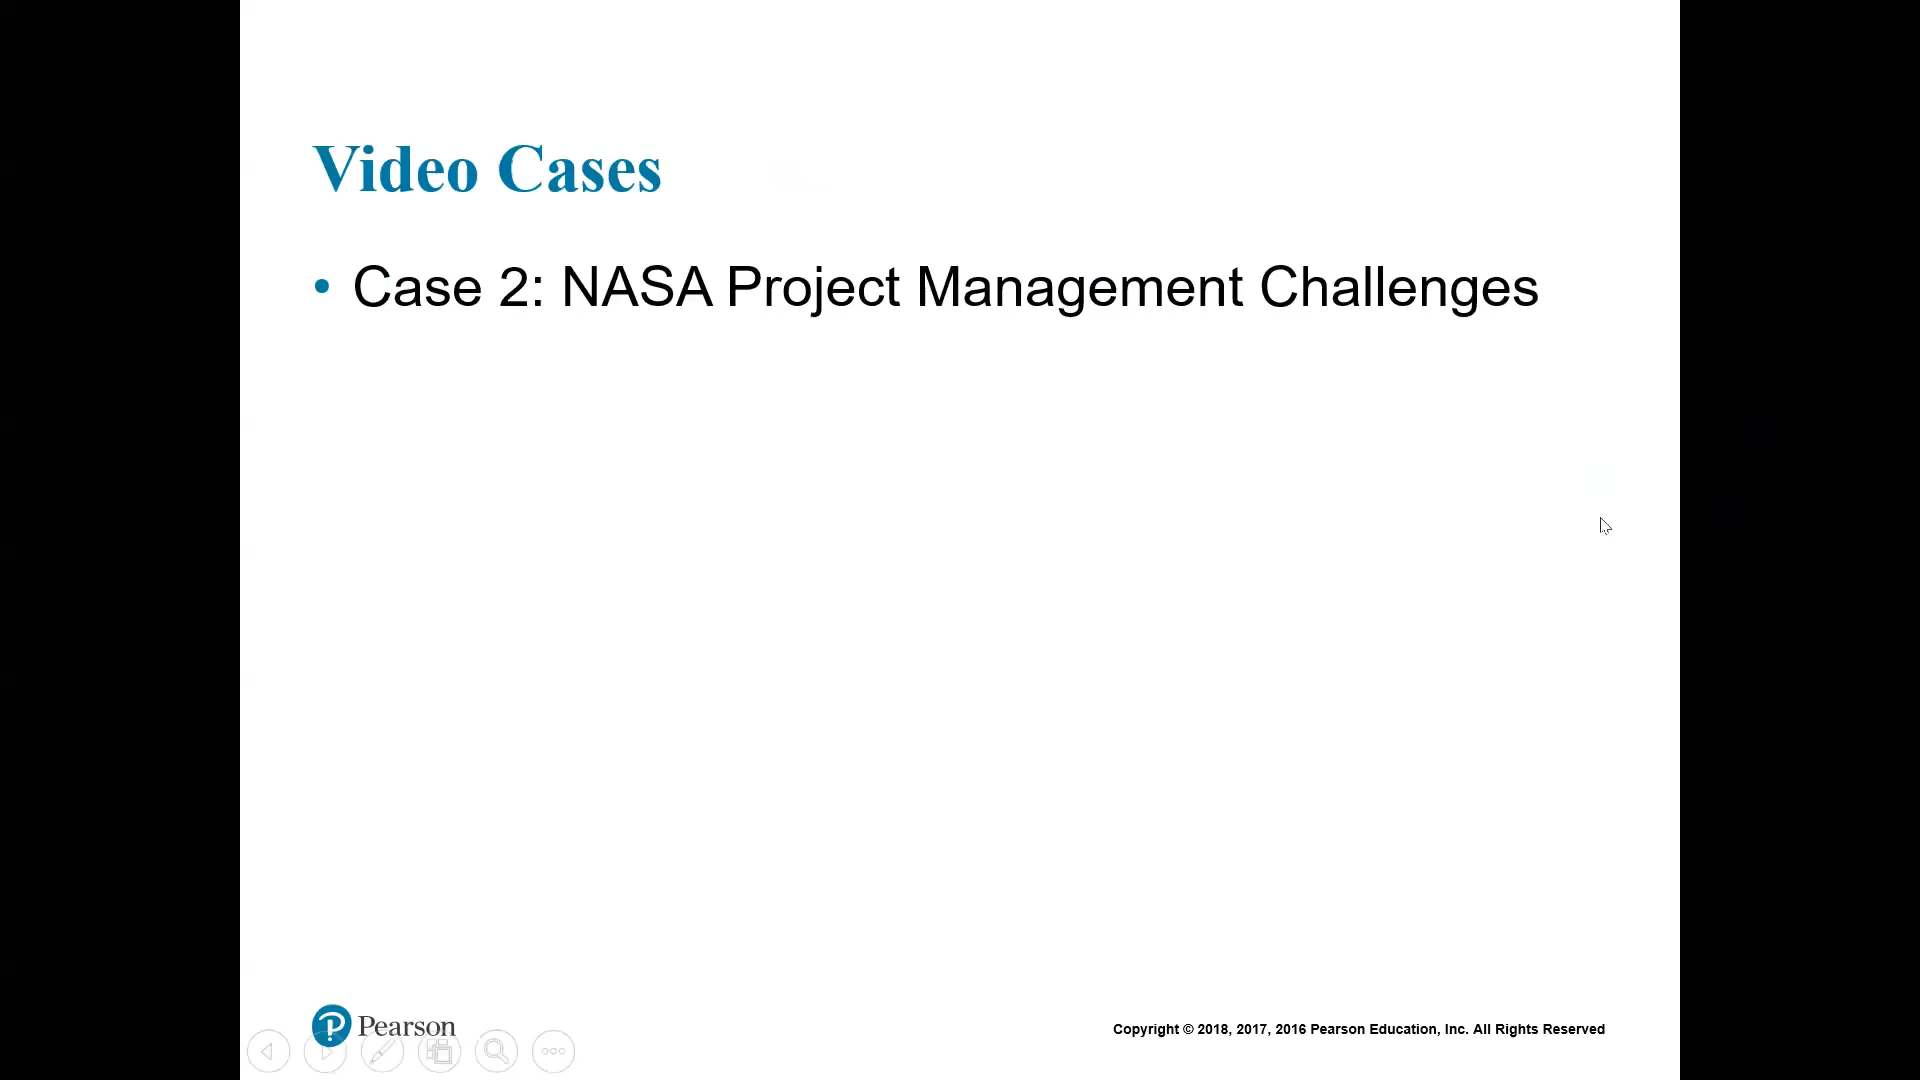 Video Cases
• Case 2: NASA Project Management Challenges
Pearson
Copyright © 2018, 2017, 2016 Pearson Education, Inc. All Rights Reserved